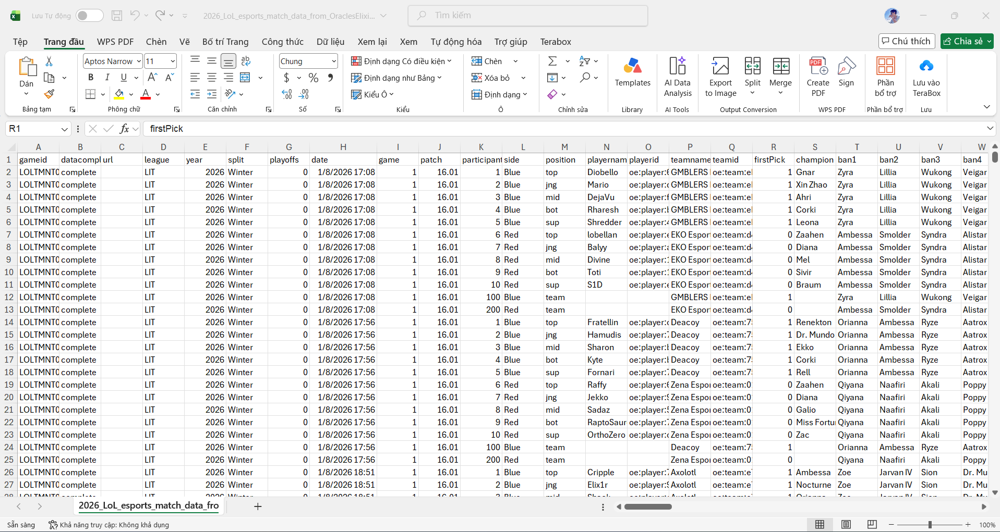 Lưu Tự động 2026_LoL_esports_match_data_from_OraclesElixi... Tìm kiếm
Tệp Trang đầu WPS PDF Chèn Vẽ Bố trí Trang Công thức Dữ liệu Xem lại Xem Tự động hóa Trợ giúp Terabox Chú thích Chia sẻ
Dán
Bảng tạm
Aptos Narrow 11
B I U A A A
Phông chữ
ab
Căn chỉnh
Chung
$ % 9
.00 .00
Số
Định dạng Có điều kiện
Định dạng như Bảng
Kiểu Ô
Kiểu
Chèn
Xóa bỏ
Định dạng
Ô
Chỉnh sửa
Templates
Library
AI Data
Analysis
AI Tools
Export
to Image
Split
Merge
Output Conversion
Create
PDF
Sign
WPS PDF
Phần
bổ trợ
Phần bổ trợ
Lưu vào
TeraBox
Lưu
R1 fx firstPick
A B C D E F G H I J K L M N O P Q R S T U V W
1 gameid datacompl url league year split playoffs date game patch participant side position playernam playerid teamname teamid firstPick champion ban1 ban2 ban3 ban4
2 LOLTMNT0 complete LIT 2026 Winter 0 1/8/2026 17:08 1 16.01 1 Blue top Diobello oe:player:6 GMBLERS oe:team:e 1 Gnar Zyra Lillia Wukong Veigar
3 LOLTMNT0 complete LIT 2026 Winter 0 1/8/2026 17:08 1 16.01 2 Blue jng Mario oe:player: GMBLERS oe:team:e 1 Xin Zhao Zyra Lillia Wukong Veigar
4 LOLTMNT0 complete LIT 2026 Winter 0 1/8/2026 17:08 1 16.01 3 Blue mid DejaVu oe:player:f GMBLERS oe:team:e 1 Ahri Zyra Lillia Wukong Veigar
5 LOLTMNT0 complete LIT 2026 Winter 0 1/8/2026 17:08 1 16.01 4 Blue bot Rharesh oe:player:b GMBLERS oe:team:e 1 Corki Zyra Lillia Wukong Veigar
6 LOLTMNT0 complete LIT 2026 Winter 0 1/8/2026 17:08 1 16.01 5 Blue sup Shredder oe:player:4 GMBLERS oe:team:e 1 Leona Zyra Lillia Wukong Veigar
7 LOLTMNT0 complete LIT 2026 Winter 0 1/8/2026 17:08 1 16.01 6 Red top lobellan oe:player:e EKO Esport oe:team:d 0 Zaahen Ambessa Smolder Syndra Alistar
8 LOLTMNT0 complete LIT 2026 Winter 0 1/8/2026 17:08 1 16.01 7 Red jng Balyy oe:player:a EKO Esport oe:team:d 0 Diana Ambessa Smolder Syndra Alistar
9 LOLTMNT0 complete LIT 2026 Winter 0 1/8/2026 17:08 1 16.01 8 Red mid Divine oe:player:1 EKO Esport oe:team:d 0 Mel Ambessa Smolder Syndra Alistar
10 LOLTMNT0 complete LIT 2026 Winter 0 1/8/2026 17:08 1 16.01 9 Red bot Toti oe:player:1 EKO Esport oe:team:d 0 Sivir Ambessa Smolder Syndra Alistar
11 LOLTMNT0 complete LIT 2026 Winter 0 1/8/2026 17:08 1 16.01 10 Red sup S1D oe:player:e EKO Esport oe:team:d 0 Braum Ambessa Smolder Syndra Alistar
12 LOLTMNT0 complete LIT 2026 Winter 0 1/8/2026 17:08 1 16.01 100 Blue team GMBLERS oe:team:e 1 Zyra Lillia Wukong Veigar
13 LOLTMNT0 complete LIT 2026 Winter 0 1/8/2026 17:08 1 16.01 200 Red team EKO Esport oe:team:d 0 Ambessa Smolder Syndra Alistar
14 LOLTMNT0 complete LIT 2026 Winter 0 1/8/2026 17:56 1 16.01 1 Blue top Fratellin oe:player: Deacoy oe:team:7 1 Renekton Orianna Ambessa Ryze Aatrox
15 LOLTMNT0 complete LIT 2026 Winter 0 1/8/2026 17:56 1 16.01 2 Blue jng Hamudis oe:player:7 Deacoy oe:team:7 1 Dr. Mundo Orianna Ambessa Ryze Aatrox
16 LOLTMNT0 complete LIT 2026 Winter 0 1/8/2026 17:56 1 16.01 3 Blue mid Sharon oe:player:b Deacoy oe:team:7 1 Ekko Orianna Ambessa Ryze Aatrox
17 LOLTMNT0 complete LIT 2026 Winter 0 1/8/2026 17:56 1 16.01 4 Blue bot Kyte oe:player:b Deacoy oe:team:7 1 Corki Orianna Ambessa Ryze Aatrox
18 LOLTMNT0 complete LIT 2026 Winter 0 1/8/2026 17:56 1 16.01 5 Blue sup Fornari oe:player:7 Deacoy oe:team:7 1 Rell Orianna Ambessa Ryze Aatrox
19 LOLTMNT0 complete LIT 2026 Winter 0 1/8/2026 17:56 1 16.01 6 Red top Raffy oe:player:6 Zena Espor oe:team:0 0 Zaahen Qiyana Naafiri Akali Poppy
20 LOLTMNT0 complete LIT 2026 Winter 0 1/8/2026 17:56 1 16.01 7 Red jng Jekko oe:player:9 Zena Espor oe:team:0 0 Diana Qiyana Naafiri Akali Poppy
21 LOLTMNT0 complete LIT 2026 Winter 0 1/8/2026 17:56 1 16.01 8 Red mid Sadaz oe:player:5 Zena Espor oe:team:0 0 Galio Qiyana Naafiri Akali Poppy
22 LOLTMNT0 complete LIT 2026 Winter 0 1/8/2026 17:56 1 16.01 9 Red bot RaptoSaur oe:player:7 Zena Espor oe:team:0 0 Miss Fortu Qiyana Naafiri Akali Poppy
23 LOLTMNT0 complete LIT 2026 Winter 0 1/8/2026 17:56 1 16.01 10 Red sup OrthoZero oe:player: Zena Espor oe:team:0 0 Zac Qiyana Naafiri Akali Poppy
24 LOLTMNT0 complete LIT 2026 Winter 0 1/8/2026 17:56 1 16.01 100 Blue team Deacoy oe:team:7 1 Orianna Ambessa Ryze Aatrox
25 LOLTMNT0 complete LIT 2026 Winter 0 1/8/2026 17:56 1 16.01 200 Red team Zena Espor oe:team:0 0 Qiyana Naafiri Akali Poppy
26 LOLTMNT0 complete LIT 2026 Winter 0 1/8/2026 18:51 1 16.01 1 Blue top Cripple oe:player:7 Axolotl oe:team:e 1 Ambessa Zoe Jarvan IV Sion Dr. Mu
27 LOLTMNT0 complete LIT 2026 Winter 0 1/8/2026 18:51 1 16.01 2 Blue jng Elix1r oe:player:9 Axolotl oe:team:e 1 Nocturne Zoe Jarvan IV Sion Dr. Mu
2026_LoL_esports_match_data_fro
Sẵn sàng Khả năng truy cập: Không khả dụng 100%